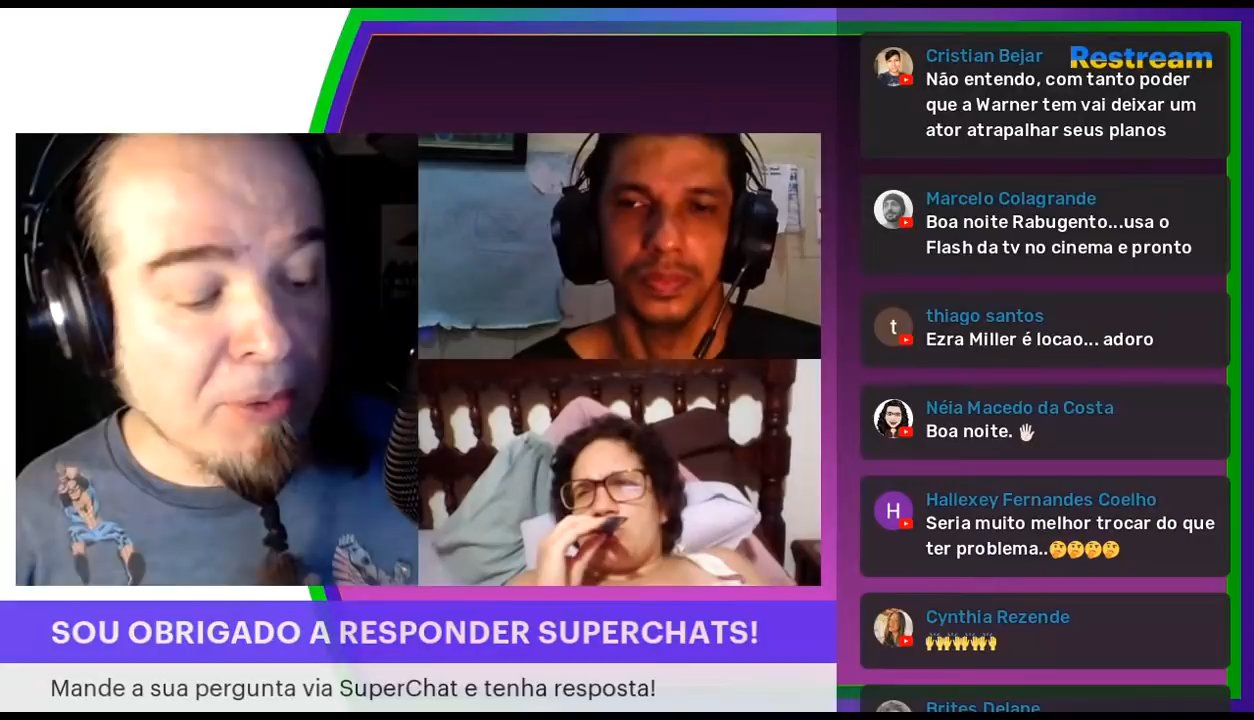 Restream
Cristian Bejar
Não entendo, com tanto poder
que a Warner tem vai deixar um
ator atrapalhar seus planos
Marcelo Colagrande
Boa noite Rabugento...usa o
Flash da tv no cinema e pronto
t
thiago santos
Ezra Miller é locao... adoro
Néia Macedo da Costa
Boa noite. 👋🏻
H
Hallexey Fernandes Coelho
Seria muito melhor trocar do que
ter problema..🤔🤔🤔🤔
Cynthia Rezende
🙌🙌🙌🙌
Brites Delane
SOU OBRIGADO A RESPONDER SUPERCHATS!
Mande a sua pergunta via SuperChat e tenha resposta!